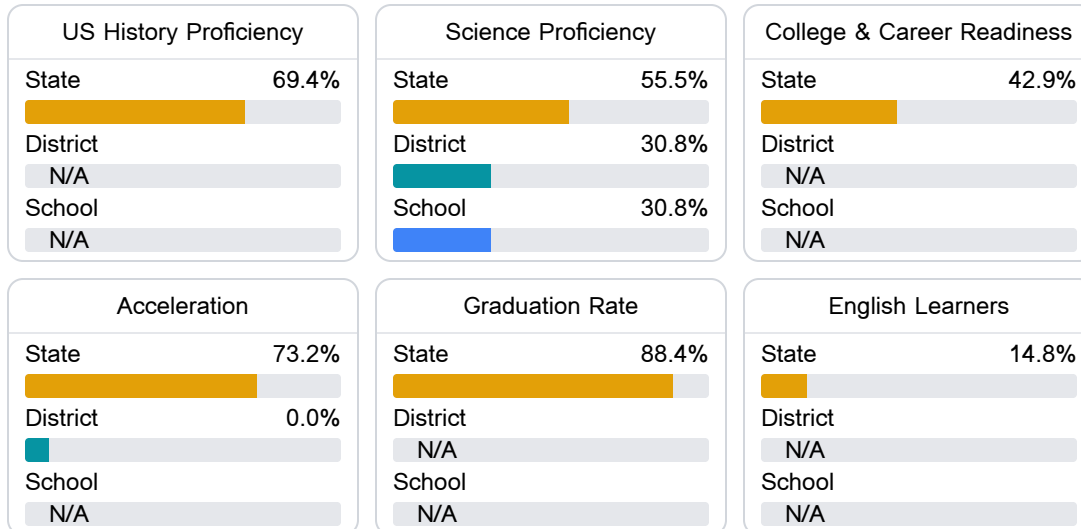 US History Proficiency
State 69.4%
District
N/A
School
N/A
Science Proficiency
State 55.5%
District 30.8%
School 30.8%
College & Career Readiness
State 42.9%
District
N/A
School
N/A
Acceleration
State 73.2%
District 0.0%
School
N/A
Graduation Rate
State 88.4%
District
N/A
School
N/A
English Learners
State 14.8%
District
N/A
School
N/A